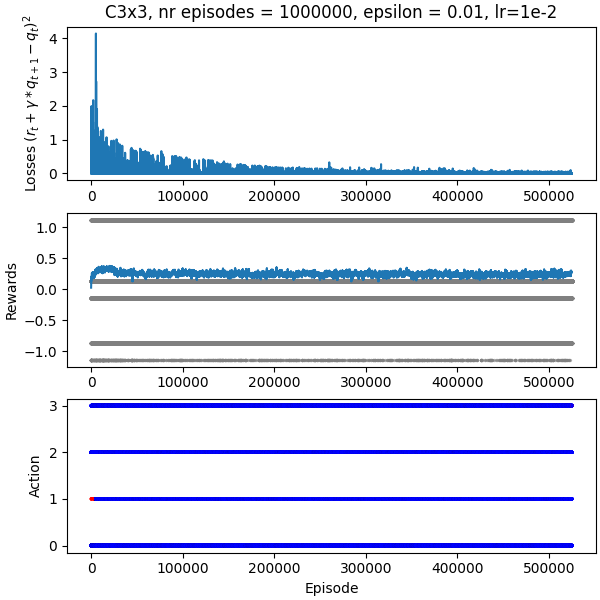 C3x3, nr episodes = 1000000, epsilon = 0.01, lr=1e-2
Losses (r_t + γ * q_{t+1} − q_t)^2
4
3
2
1
0
0 100000 200000 300000 400000 500000
Rewards
1.0
0.5
0.0
−0.5
−1.0
0 100000 200000 300000 400000 500000
Action
3
2
1
0
0 100000 200000 300000 400000 500000
Episode